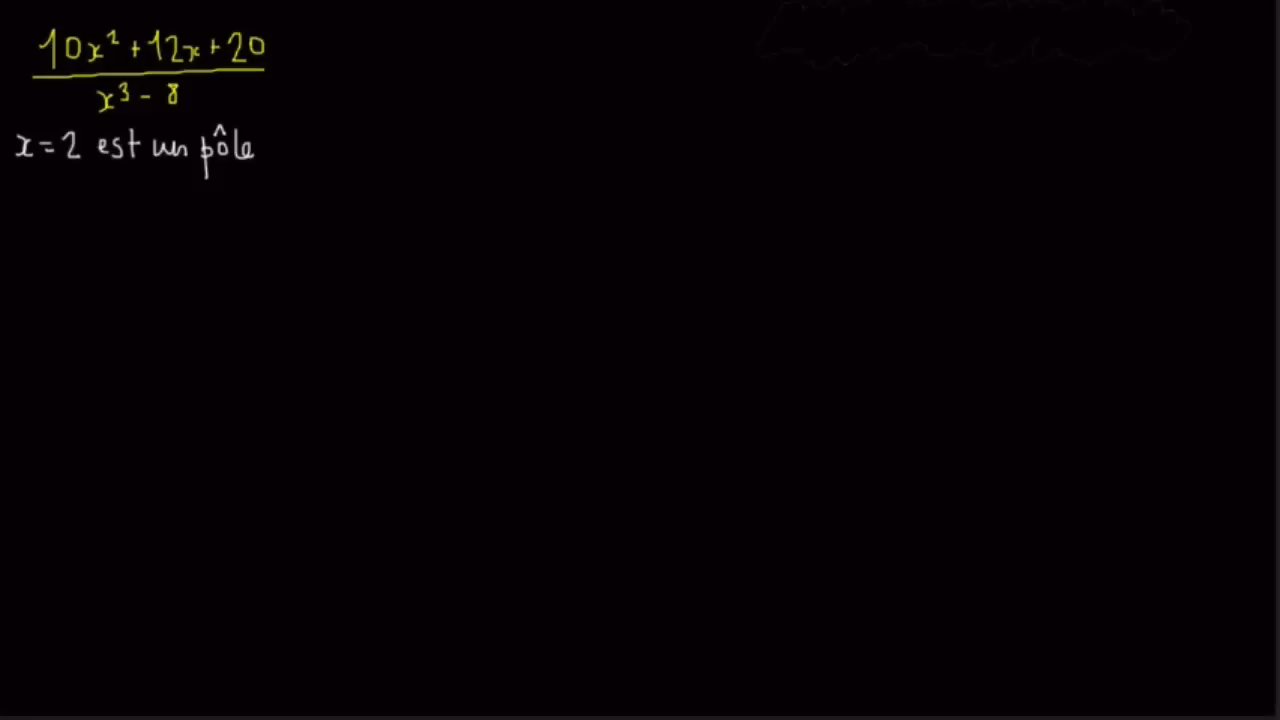 10x² + 12x + 20
x³ - 8
x = 2 est un pôle